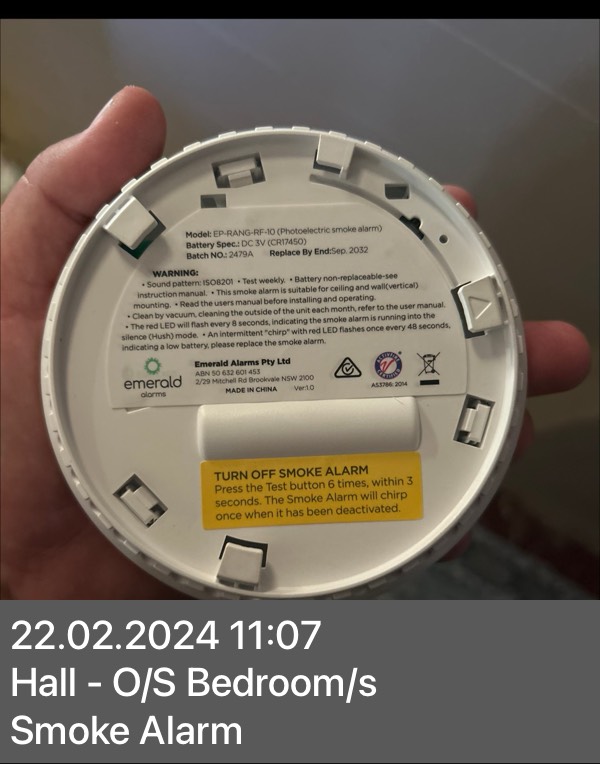 Model: EP-RANG-RF-10 (Photoelectric smoke alarm)
Battery Spec.: DC 3V (CR17450)
Batch NO.: 2479A Replace By End:Sep. 2032
WARNING:
• Sound pattern: ISO8201 • Test weekly. • Battery non-replaceable-see
instruction manual. • This smoke alarm is suitable for ceiling and wall(vertical)
mounting. • Read the users manual before installing and operating.
• Clean by vacuum, cleaning the outside of the unit each month, refer to the user manual.
• The red LED will flash every 8 seconds, indicating the smoke alarm is running into the
silence (Hush) mode. • An intermittent "chirp" with red LED flashes once every 48 seconds,
indicating a low battery, please replace the smoke alarm.
emerald
alarms
Emerald Alarms Pty Ltd
ABN 50 632 601 453
2/29 Mitchell Rd Brookvale NSW 2100
MADE IN CHINA Ver:1.0
AS3786: 2014
TURN OFF SMOKE ALARM
Press the Test button 6 times, within 3
seconds. The Smoke Alarm will chirp
once when it has been deactivated.
22.02.2024 11:07
Hall - O/S Bedroom/s
Smoke Alarm